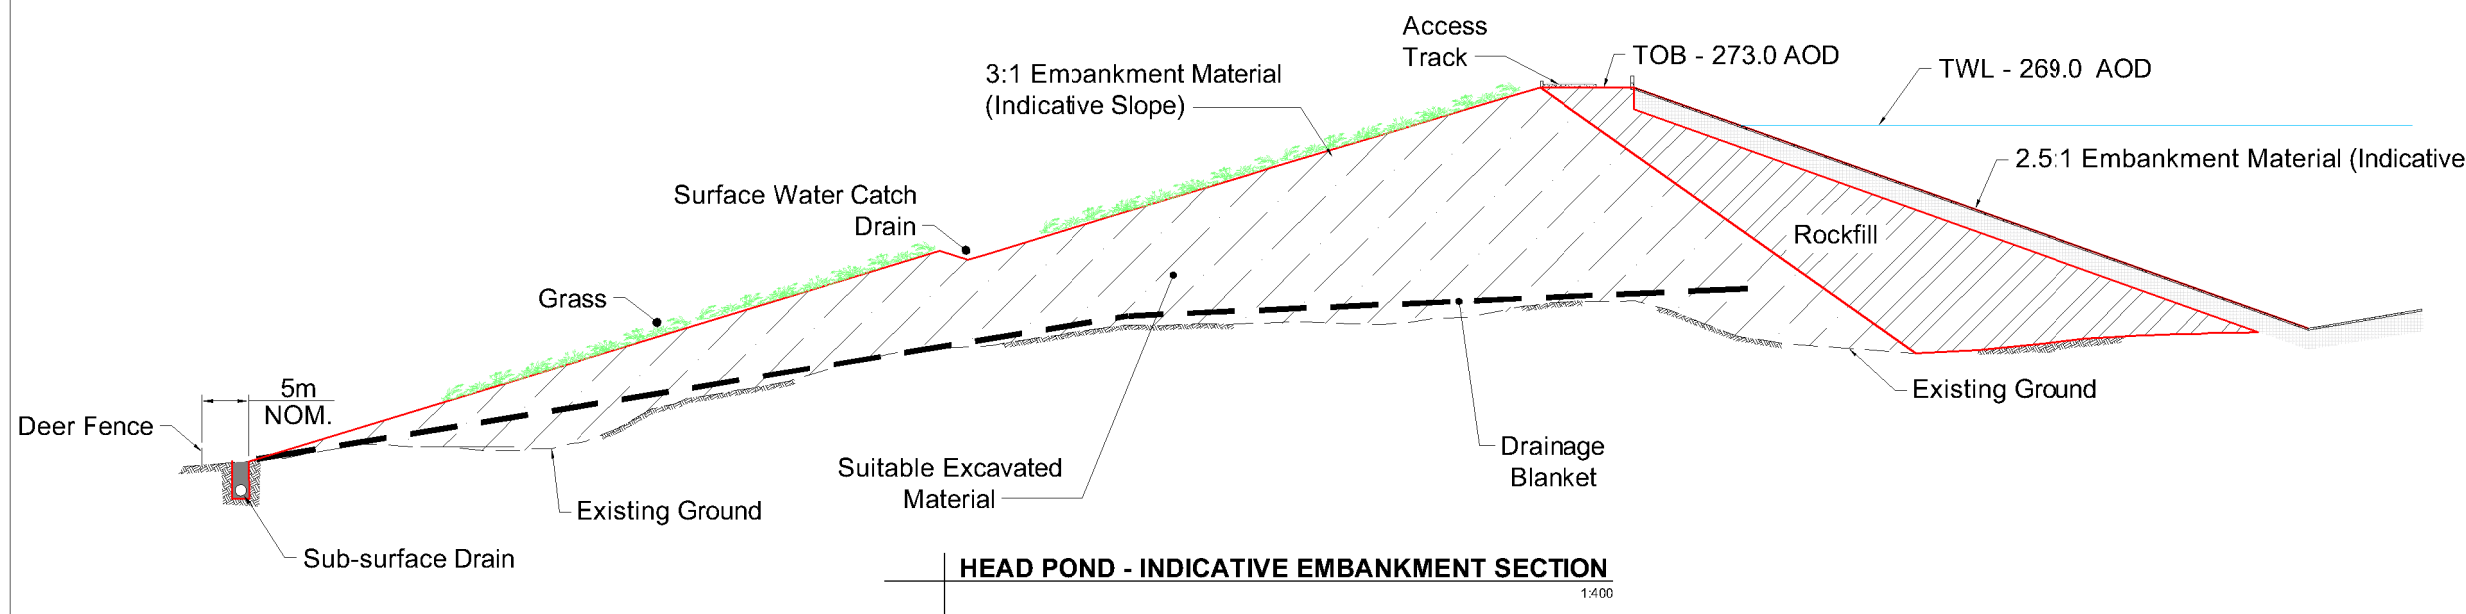 Access
Track
TOB - 273.0 AOD
TWL - 269.0 AOD
3:1 Embankment Material
(Indicative Slope)
2.5:1 Embankment Material (Indicative
Surface Water Catch
Drain
Rockfill
Grass
5m
NOM.
Deer Fence
Existing Ground
Drainage
Blanket
Suitable Excavated
Material
Existing Ground
Sub-surface Drain
HEAD POND - INDICATIVE EMBANKMENT SECTION
1:400